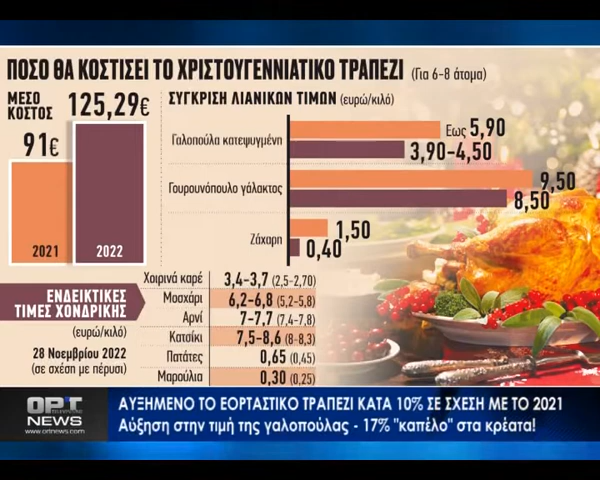 ΠΟΣΟ ΘΑ ΚΟΣΤΙΣΕΙ ΤΟ ΧΡΙΣΤΟΥΓΕΝΝΙΑΤΙΚΟ ΤΡΑΠΕΖΙ (Για 6-8 άτομα)
ΜΕΣΟ ΚΟΣΤΟΣ
125,29€
91€
2021
2022
ΣΥΓΚΡΙΣΗ ΛΙΑΝΙΚΩΝ ΤΙΜΩΝ (ευρώ/κιλό)
Γαλοπούλα κατεψυγμένη
Έως 5,90
3,90-4,50
Γουρουνόπουλο γάλακτος
9,50
8,50
Ζάχαρη
1,50
0,40
ΕΝΔΕΙΚΤΙΚΕΣ
ΤΙΜΕΣ ΧΟΝΔΡΙΚΗΣ
(ευρώ/κιλό)
28 Νοεμβρίου 2022
(σε σχέση με πέρυσι)
Χοιρινά καρέ 3,4-3,7 (2,5-2,70)
Μοσχάρι 6,2-6,8 (5,2-5,8)
Αρνί 7-7,7 (7,4-7,8)
Κατσίκι 7,5-8,6 (8-8,3)
Πατάτες 0,65 (0,45)
Μαρούλια 0,30 (0,25)
ΑΥΞΗΜΕΝΟ ΤΟ ΕΟΡΤΑΣΤΙΚΟ ΤΡΑΠΕΖΙ ΚΑΤΑ 10% ΣΕ ΣΧΕΣΗ ΜΕ ΤΟ 2021
Αύξηση στην τιμή της γαλοπούλας - 17% "καπέλο" στα κρέατα!
ΟΡΤ
NEWS
www.ortnews.com